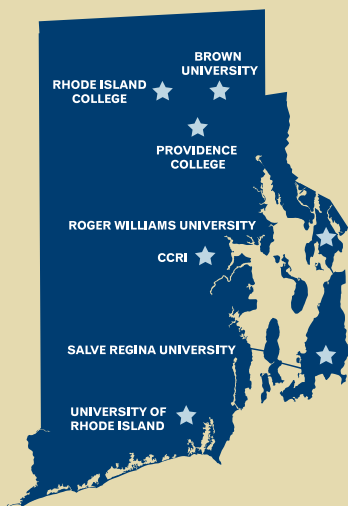 BROWN
UNIVERSITY
RHODE ISLAND
COLLEGE
PROVIDENCE
COLLEGE
ROGER WILLIAMS UNIVERSITY
CCRI
SALVE REGINA UNIVERSITY
UNIVERSITY OF
RHODE ISLAND